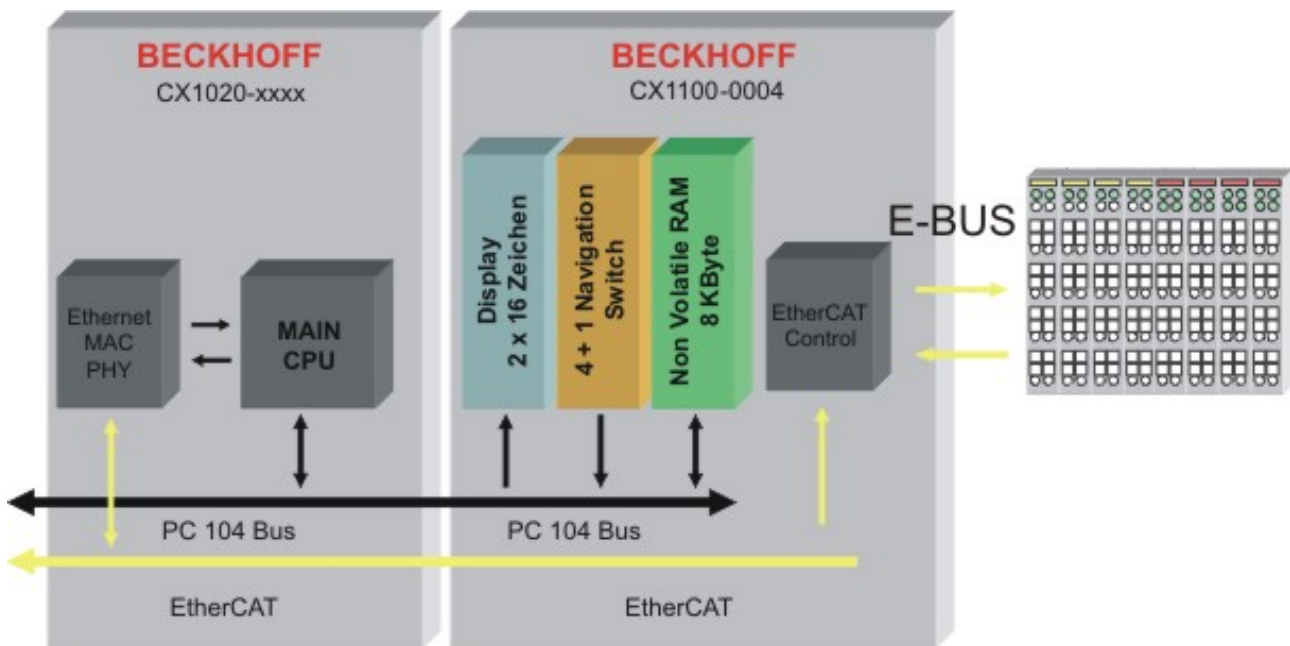 BECKHOFF
CX1020-xxxx
BECKHOFF
CX1100-0004
Ethernet
MAC
PHY
MAIN
CPU
Display
2 x 16 Zeichen
4 + 1 Navigation
Switch
Non Volatile RAM
8 KByte
EtherCAT
Control
E-BUS
PC 104 Bus
PC 104 Bus
EtherCAT
EtherCAT